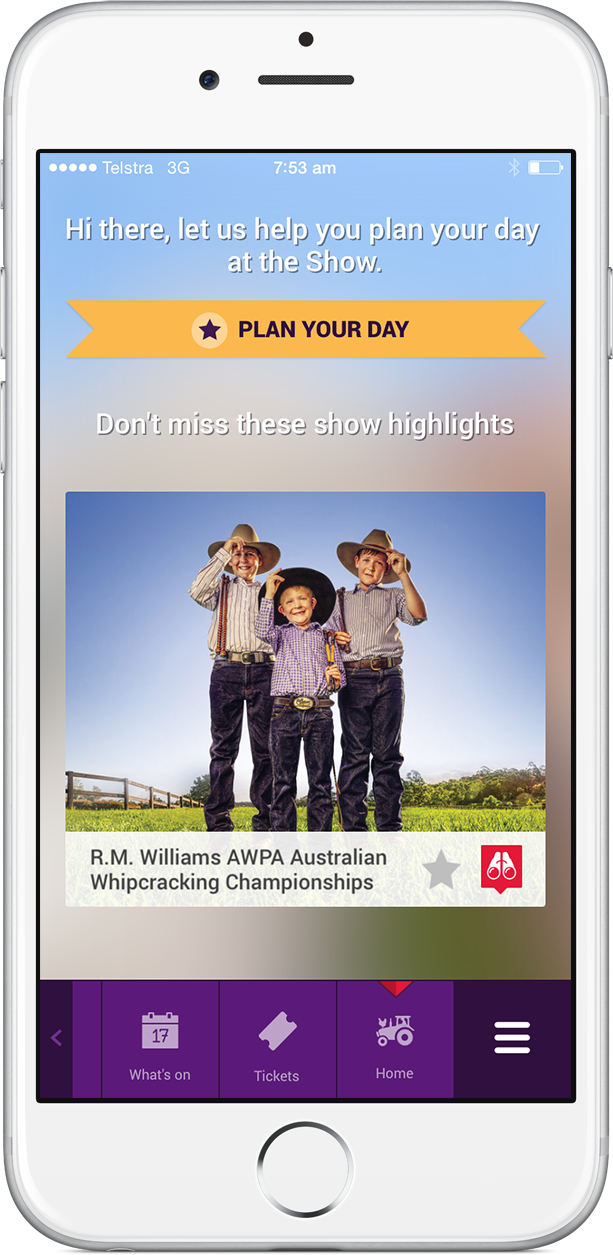 Telstra 3G 7:53 am
Hi there, let us help you plan your day
at the Show.
PLAN YOUR DAY
Don't miss these show highlights
R.M. Williams AWPA Australian
Whipcracking Championships
17
What's on
Tickets
Home